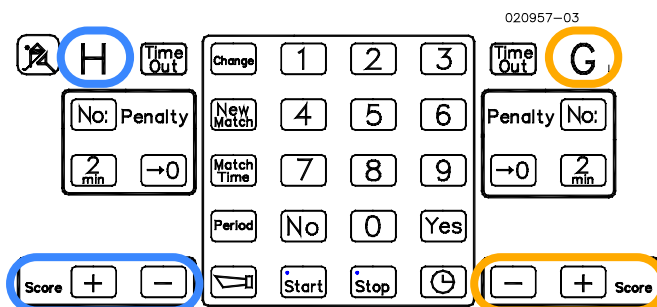 020957-03
H Time Out Change 1 2 3 Time Out G
No: Penalty New Match 4 5 6 Penalty No:
2 min →0 Match Time 7 8 9 →0 2 min
Period No 0 Yes
Score + − Start Stop − + Score